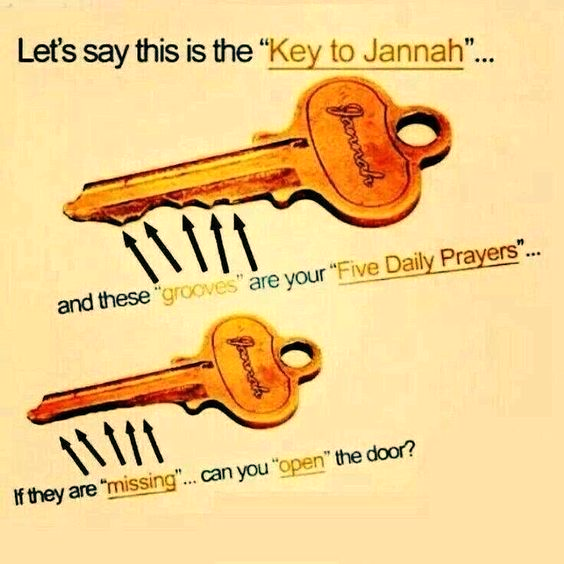 Let's say this is the "Key to Jannah"...
Jannah
and these "grooves" are your "Five Daily Prayers"...
Jannah
If they are "missing"... can you "open" the door?